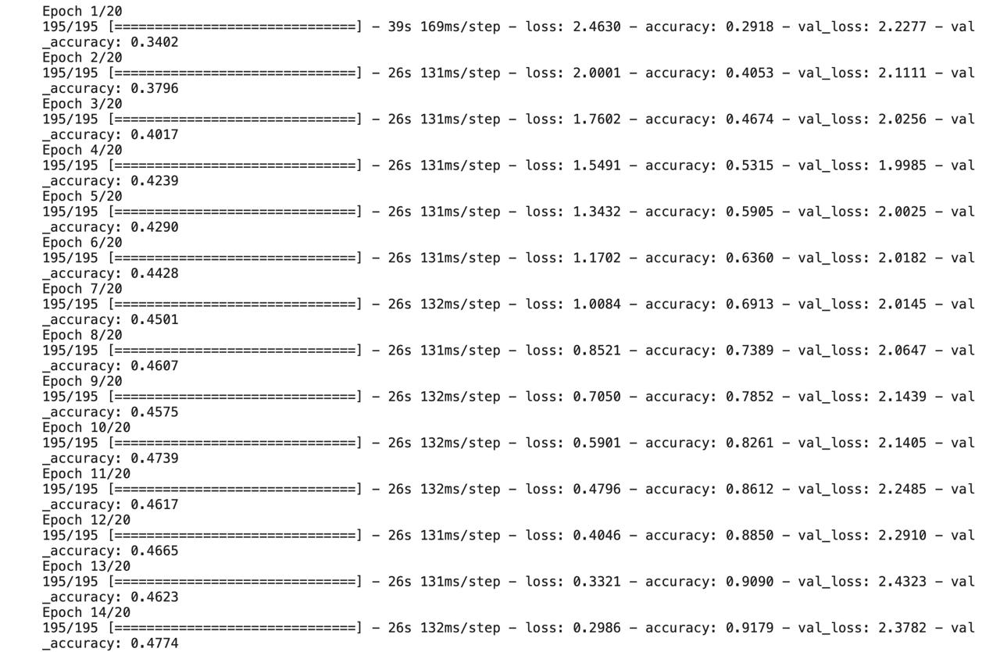 Epoch 1/20
195/195 [==============================] - 39s 169ms/step - loss: 2.4630 - accuracy: 0.2918 - val_loss: 2.2277 - val
_accuracy: 0.3402
Epoch 2/20
195/195 [==============================] - 26s 131ms/step - loss: 2.0001 - accuracy: 0.4053 - val_loss: 2.1111 - val
_accuracy: 0.3796
Epoch 3/20
195/195 [==============================] - 26s 131ms/step - loss: 1.7602 - accuracy: 0.4674 - val_loss: 2.0256 - val
_accuracy: 0.4017
Epoch 4/20
195/195 [==============================] - 26s 131ms/step - loss: 1.5491 - accuracy: 0.5315 - val_loss: 1.9985 - val
_accuracy: 0.4239
Epoch 5/20
195/195 [==============================] - 26s 131ms/step - loss: 1.3432 - accuracy: 0.5905 - val_loss: 2.0025 - val
_accuracy: 0.4290
Epoch 6/20
195/195 [==============================] - 26s 131ms/step - loss: 1.1702 - accuracy: 0.6360 - val_loss: 2.0182 - val
_accuracy: 0.4428
Epoch 7/20
195/195 [==============================] - 26s 132ms/step - loss: 1.0084 - accuracy: 0.6913 - val_loss: 2.0145 - val
_accuracy: 0.4501
Epoch 8/20
195/195 [==============================] - 26s 131ms/step - loss: 0.8521 - accuracy: 0.7389 - val_loss: 2.0647 - val
_accuracy: 0.4607
Epoch 9/20
195/195 [==============================] - 26s 132ms/step - loss: 0.7050 - accuracy: 0.7852 - val_loss: 2.1439 - val
_accuracy: 0.4575
Epoch 10/20
195/195 [==============================] - 26s 132ms/step - loss: 0.5901 - accuracy: 0.8261 - val_loss: 2.1405 - val
_accuracy: 0.4739
Epoch 11/20
195/195 [==============================] - 26s 132ms/step - loss: 0.4796 - accuracy: 0.8612 - val_loss: 2.2485 - val
_accuracy: 0.4617
Epoch 12/20
195/195 [==============================] - 26s 131ms/step - loss: 0.4046 - accuracy: 0.8850 - val_loss: 2.2910 - val
_accuracy: 0.4665
Epoch 13/20
195/195 [==============================] - 26s 131ms/step - loss: 0.3321 - accuracy: 0.9090 - val_loss: 2.4323 - val
_accuracy: 0.4623
Epoch 14/20
195/195 [==============================] - 26s 132ms/step - loss: 0.2986 - accuracy: 0.9179 - val_loss: 2.3782 - val
_accuracy: 0.4774